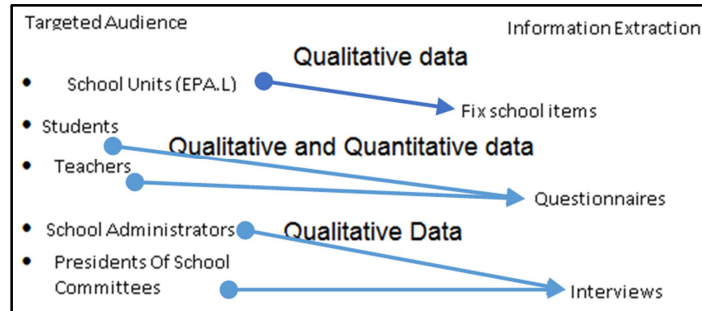 Targeted Audience
Information Extraction
Qualitative data
• School Units (EPA.L)
Fix school items
• Students
Qualitative and Quantitative data
• Teachers
Questionnaires
• School Administrators
Qualitative Data
• Presidents Of School
Committees
Interviews